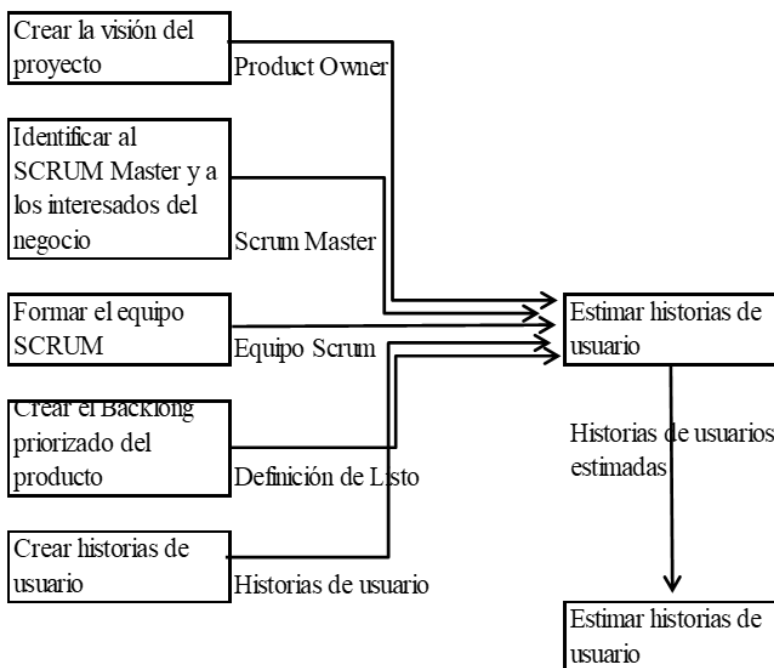 Crear la visión del
proyecto
Product Owner
Identificar al
SCRUM Master y a
los interesados del
negocio
Scrum Master
Formar el equipo
SCRUM
Equipo Scrum
Crear el Backlong
priorizado del
producto
Definición de Listo
Crear historias de
usuario
Historias de usuario
Estimar historias de
usuario
Historias de usuarios
estimadas
Estimar historias de
usuario